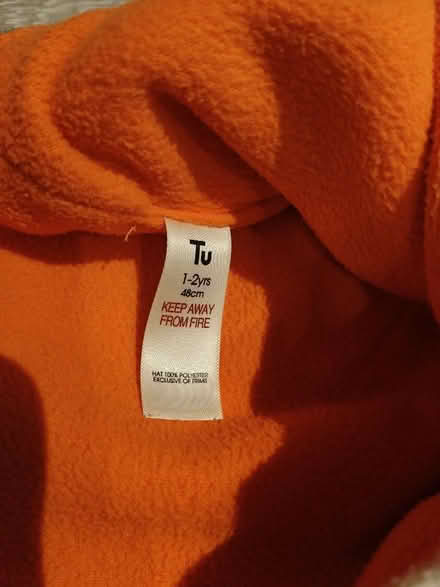 Tu
1-2yrs
48cm
KEEP AWAY
FROM FIRE
HAT 100% POLYESTER
EXCLUSIVE OF TRIMS